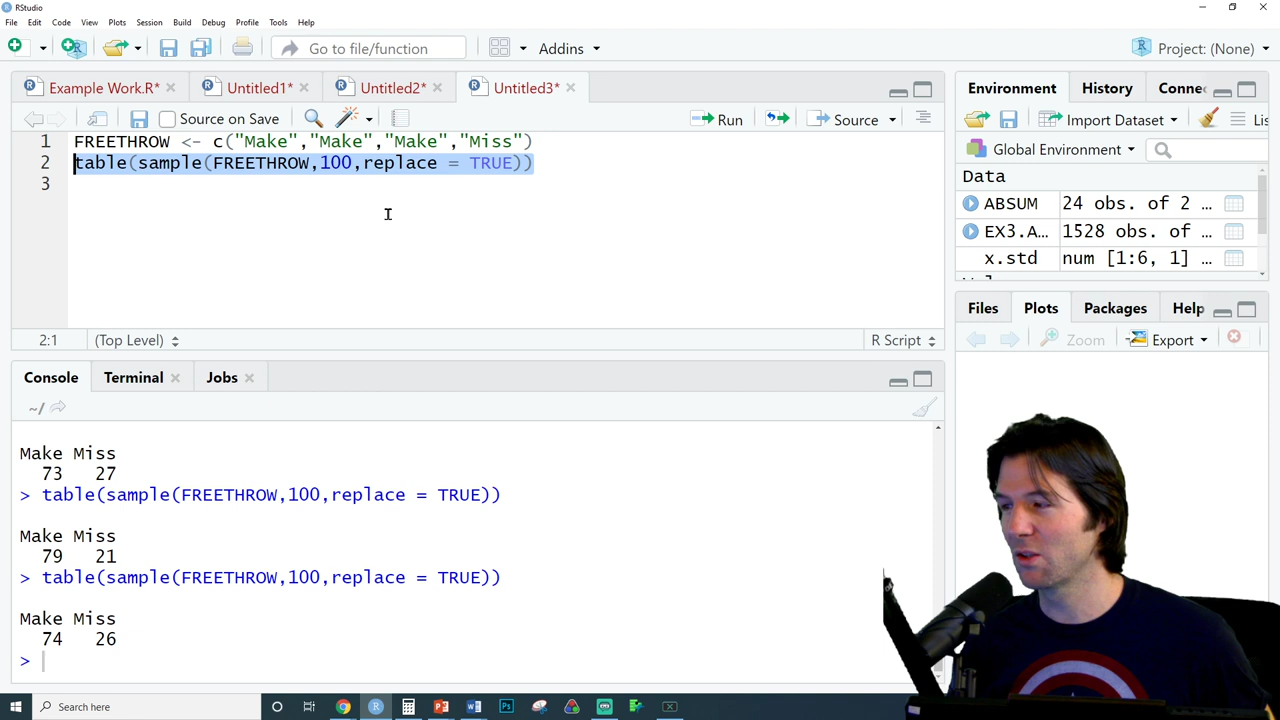 RStudio
File Edit Code View Plots Session Build Debug Profile Tools Help
Go to file/function Addins Project: (None)
Example Work.R* Untitled1* Untitled2* Untitled3*
Source on Save Run Source
1 FREETHROW <- c("Make","Make","Make","Miss")
2 table(sample(FREETHROW,100,replace = TRUE))
3
2:1 (Top Level) R Script
Console Terminal Jobs
~/
Make Miss
73 27
> table(sample(FREETHROW,100,replace = TRUE))
Make Miss
79 21
> table(sample(FREETHROW,100,replace = TRUE))
Make Miss
74 26
>
Environment History Connec
Import Dataset Lis
Global Environment
Data
ABSUM 24 obs. of 2 …
EX3.A… 1528 obs. of …
x.std num [1:6, 1] …
Files Plots Packages Help
Zoom Export
Search here